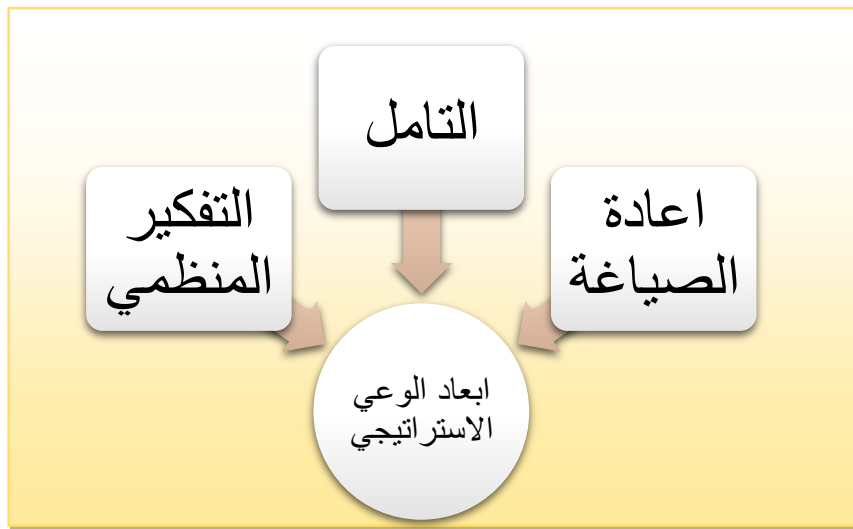 التامل
اعادة
الصياغة
التفكير
المنظمي
ابعاد الوعي
الاستراتيجي